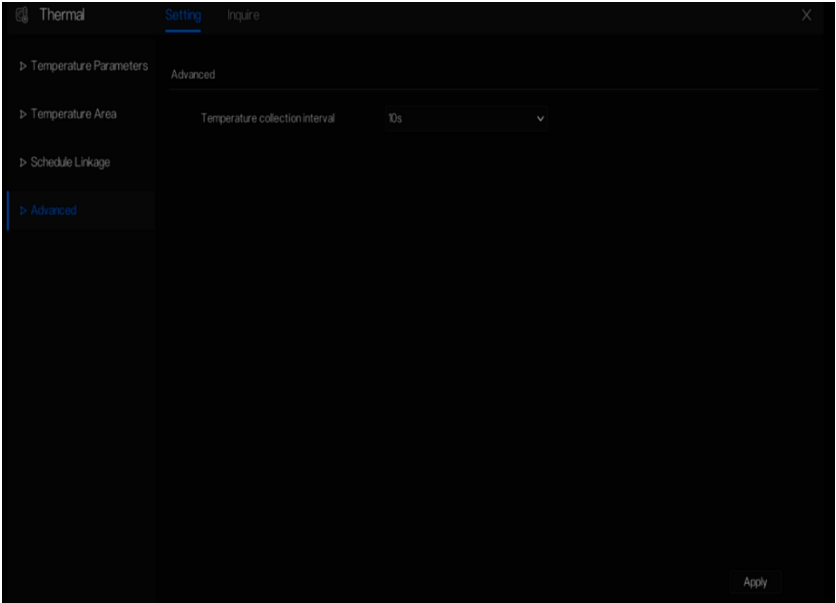 Thermal
Setting
Inquire
X
Temperature Parameters
Temperature Area
Schedule Linkage
Advanced
Advanced
Temperature collection interval
10s
Apply